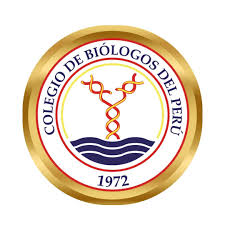 COLEGIO DE BIÓLOGOS DEL PERÚ
1972